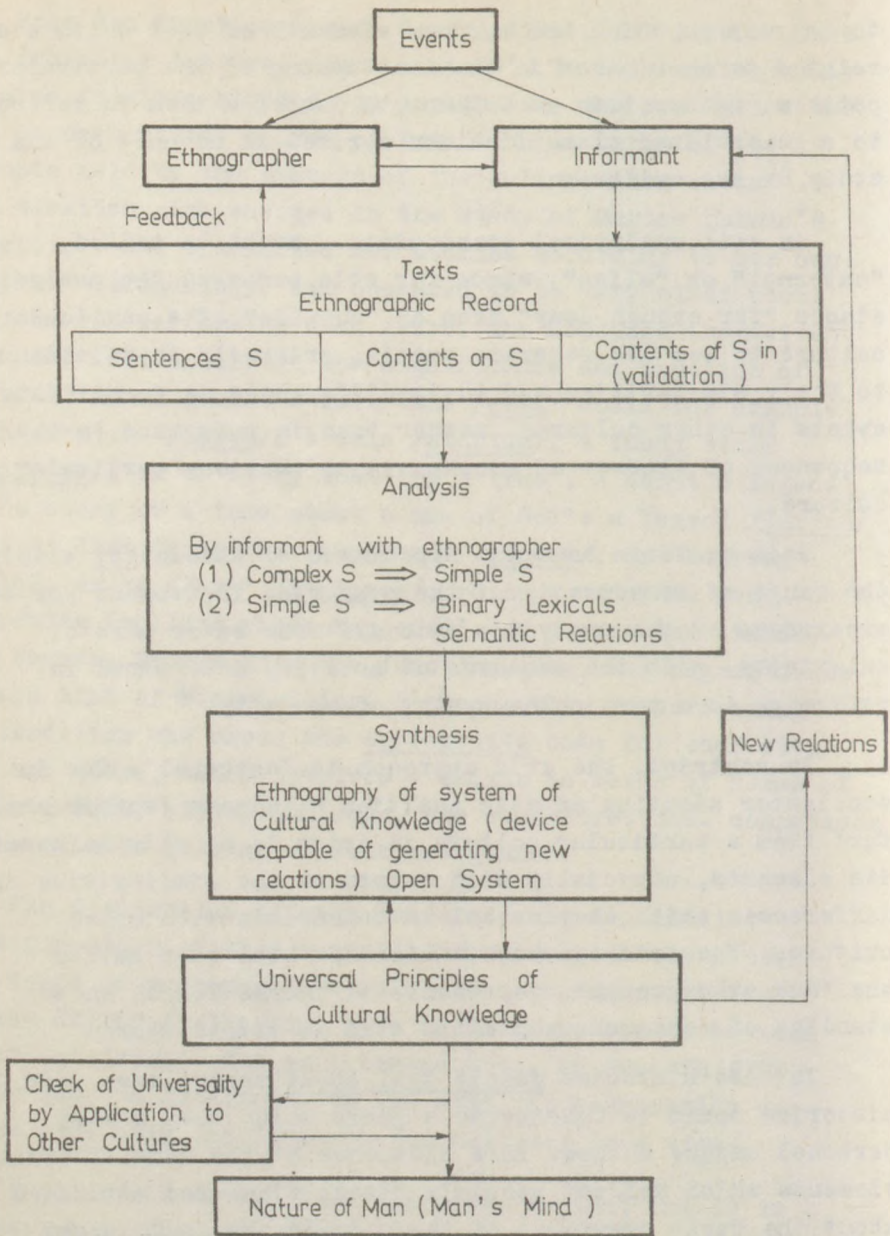 Events
Ethnographer
Informant
Feedback
Texts
Ethnographic Record
Sentences S
Contents on S
Contents of S in
(validation )
Analysis
By informant with ethnographer
(1) Complex S ⟹ Simple S
(2) Simple S ⟹ Binary Lexicals
Semantic Relations
Synthesis
New Relations
Ethnography of system of
Cultural Knowledge (device
capable of generating new
relations) Open System
Universal Principles of
Cultural Knowledge
Check of Universality
by Application to
Other Cultures
Nature of Man (Man's Mind )